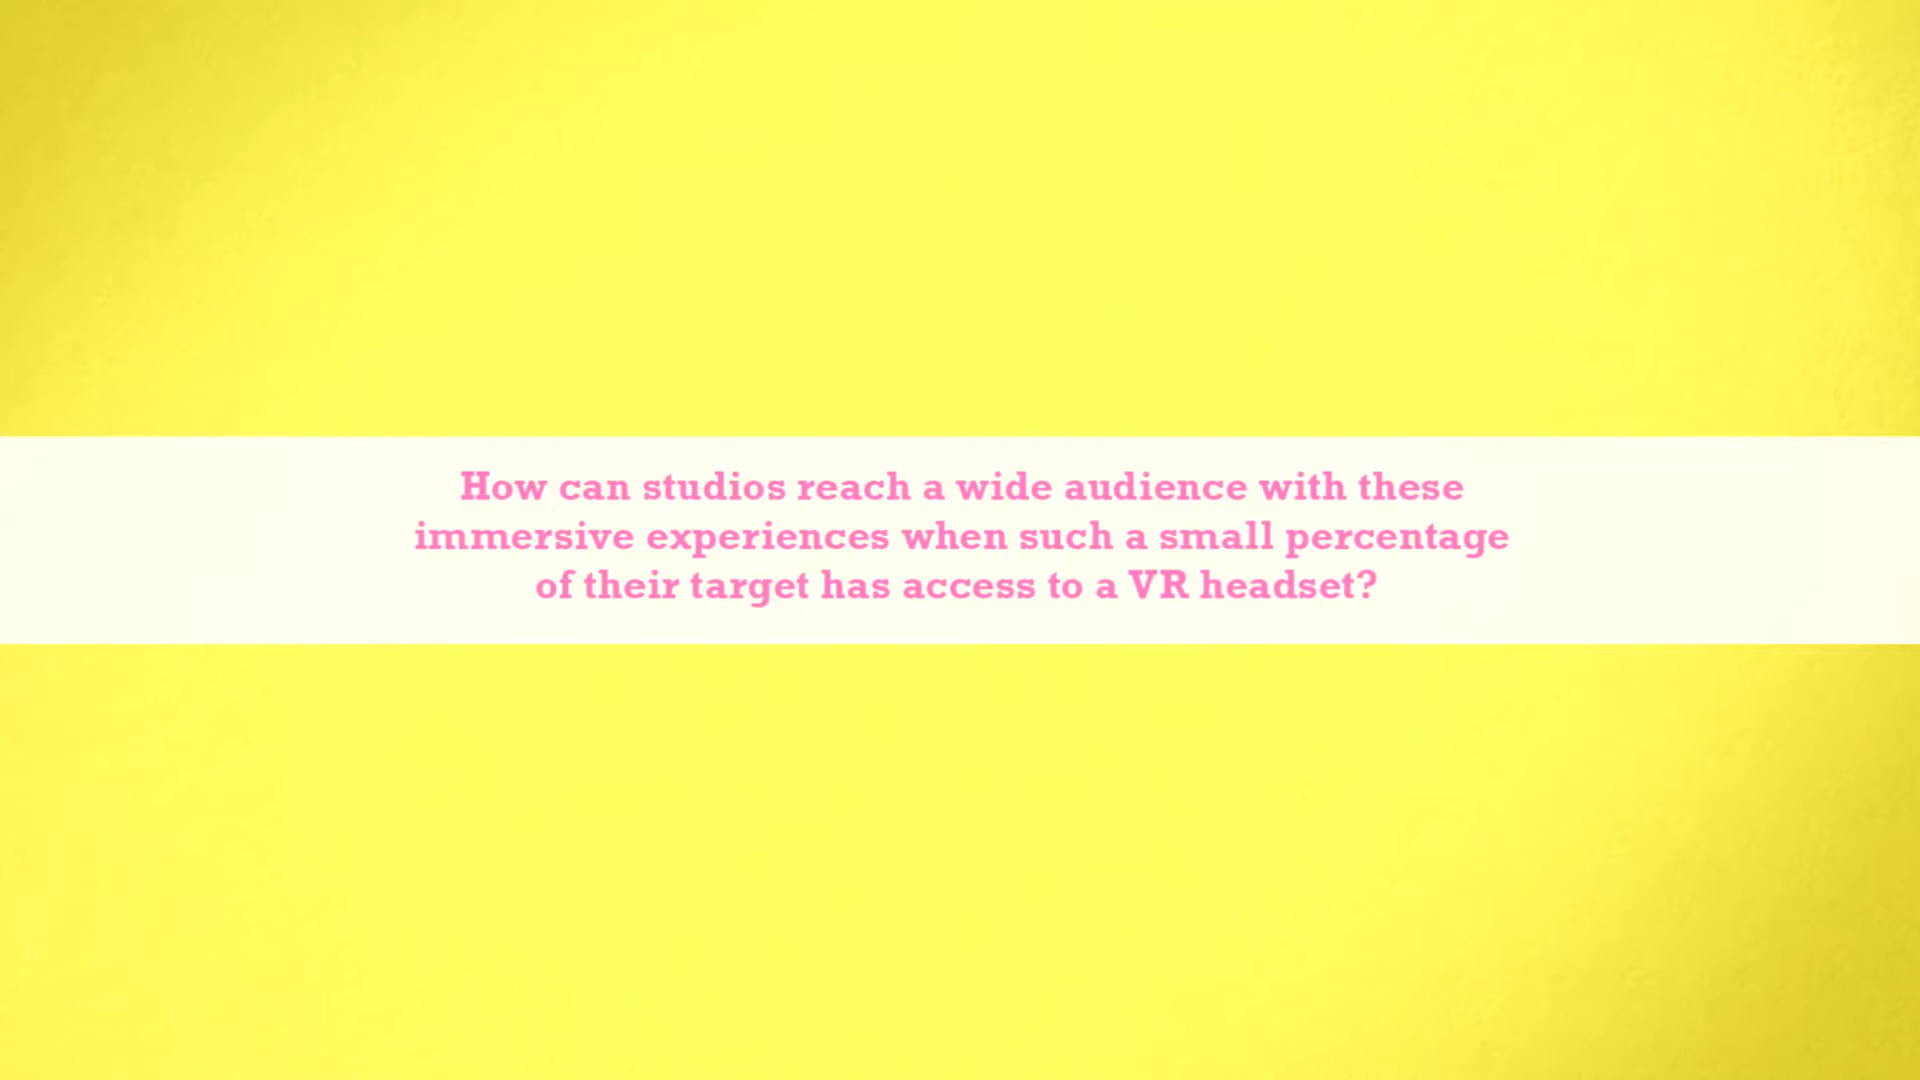 How can studios reach a wide audience with these
immersive experiences when such a small percentage
of their target has access to a VR headset?